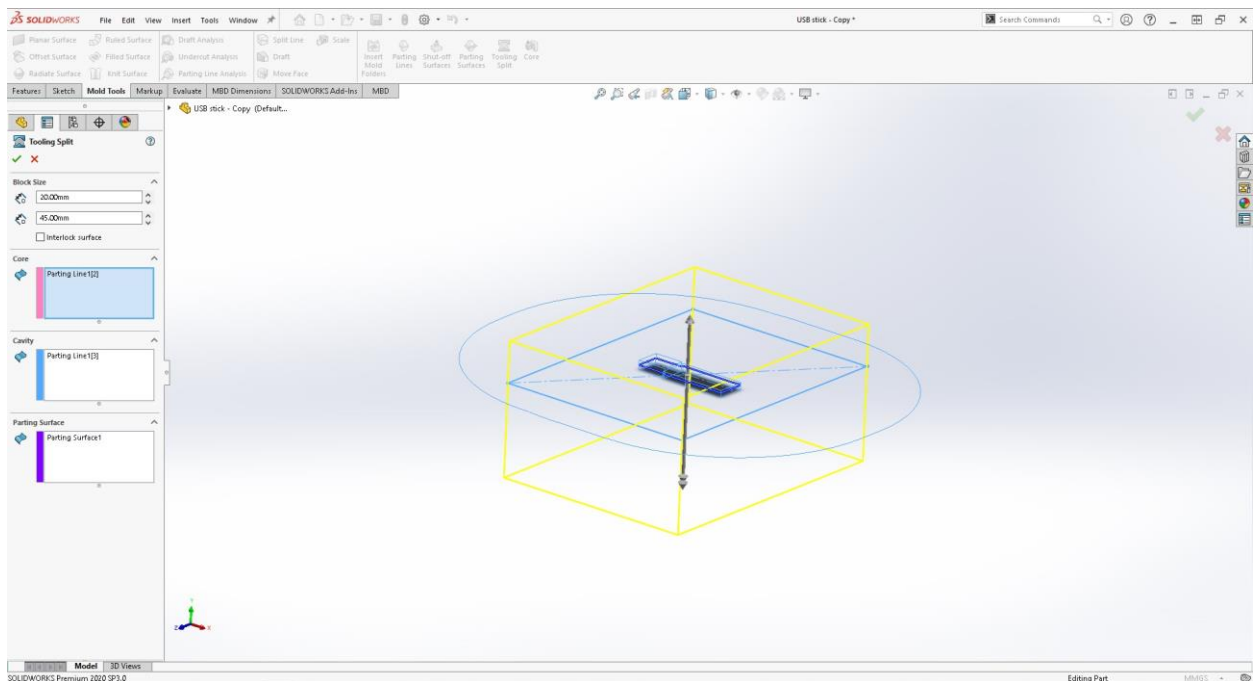 SOLIDWORKS File Edit View Insert Tools Window USB stick - Copy * Search Commands
Planar Surface Ruled Surface Draft Analysis Split Line Scale
Offset Surface Filled Surface Undercut Analysis Draft Insert Mold Folders Parting Lines Shut-off Surfaces Parting Surfaces Tooling Split Core
Radiate Surface Knit Surface Parting Line Analysis Move Face
Features Sketch Mold Tools Markup Evaluate MBD Dimensions SOLIDWORKS Add-Ins MBD
USB stick - Copy (Default...
Tooling Split
Block Size
20.00mm
45.00mm
Interlock surface
Core
Parting Line1[2]
Cavity
Parting Line1[3]
Parting Surface
Parting Surface1
Y
Z X
Model 3D Views
SOLIDWORKS Premium 2020 SP3.0 Editing Part MMGS